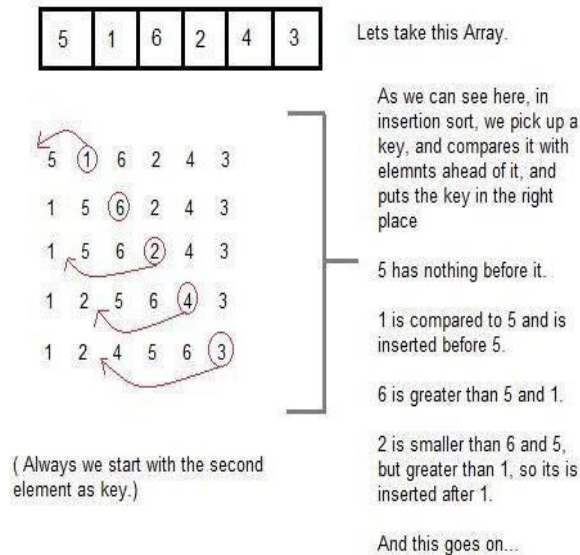 5 1 6 2 4 3
Lets take this Array.
5 1 6 2 4 3
1 5 6 2 4 3
1 5 6 2 4 3
1 2 5 6 4 3
1 2 4 5 6 3
( Always we start with the second
element as key.)
As we can see here, in
insertion sort, we pick up a
key, and compares it with
elemnts ahead of it, and
puts the key in the right
place
5 has nothing before it.
1 is compared to 5 and is
inserted before 5.
6 is greater than 5 and 1.
2 is smaller than 6 and 5,
but greater than 1, so its is
inserted after 1.
And this goes on...